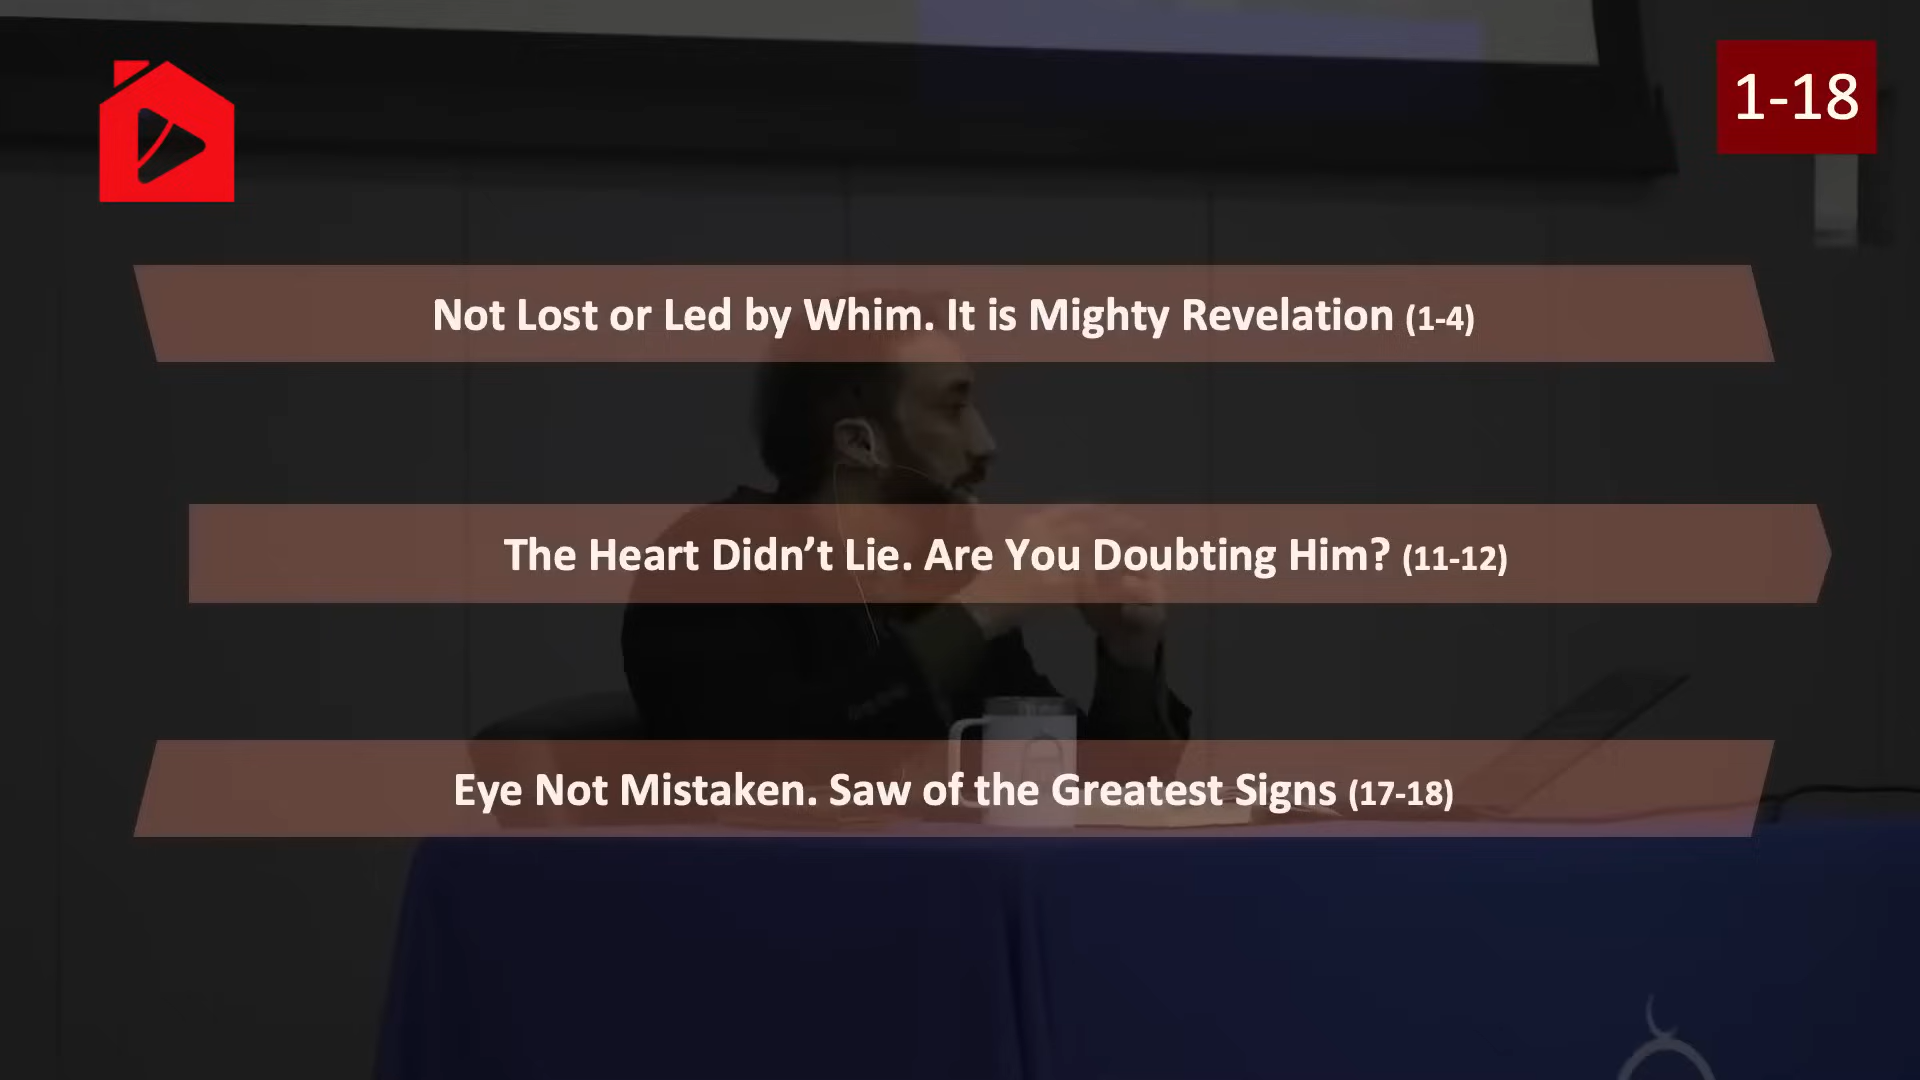 1-18
Not Lost or Led by Whim. It is Mighty Revelation (1-4)
The Heart Didn’t Lie. Are You Doubting Him? (11-12)
Eye Not Mistaken. Saw of the Greatest Signs (17-18)